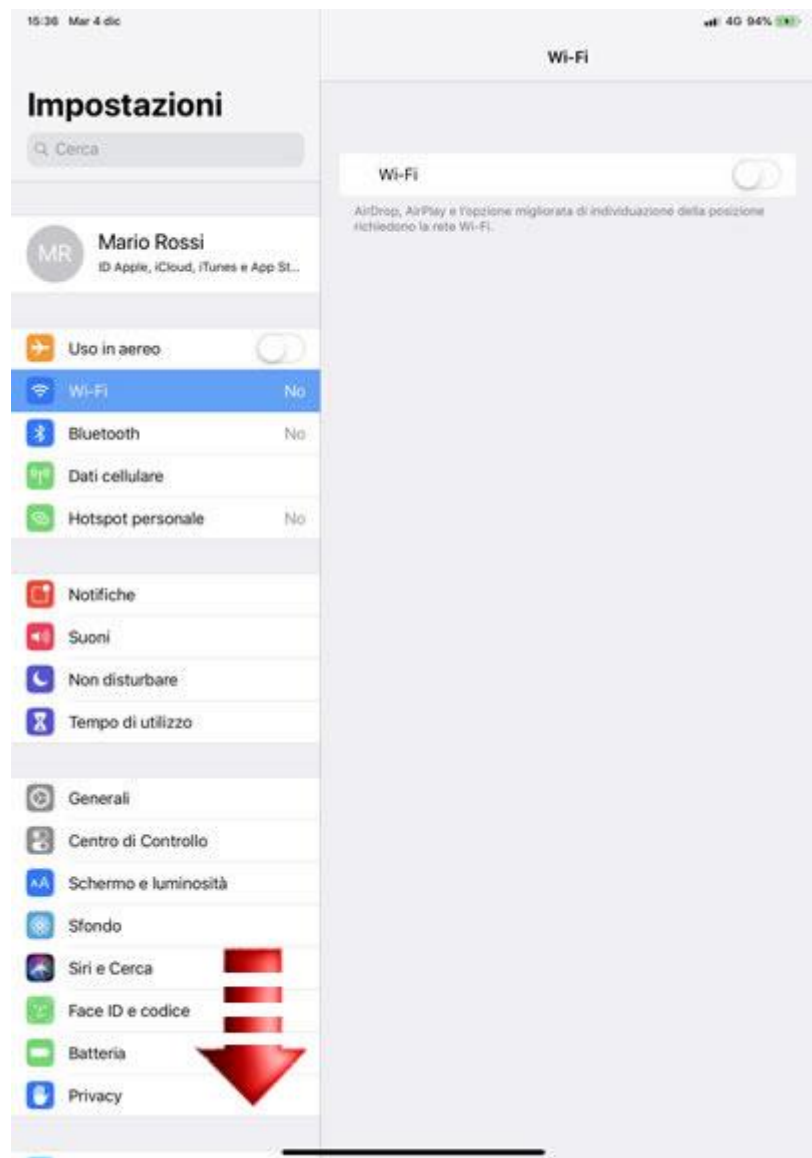 15:36 Mar 4 dic
4G 94%
Wi-Fi
Impostazioni
Cerca
Wi-Fi
AirDrop, AirPlay e l'opzione migliorata di individuazione della posizione
richiedono la rete Wi-Fi.
MR
Mario Rossi
ID Apple, iCloud, iTunes e App St...
Uso in aereo
Wi-Fi No
Bluetooth No
Dati cellulare
Hotspot personale No
Notifiche
Suoni
Non disturbare
Tempo di utilizzo
Generali
Centro di Controllo
AA
Schermo e luminosità
Sfondo
Siri e Cerca
Face ID e codice
Batteria
Privacy